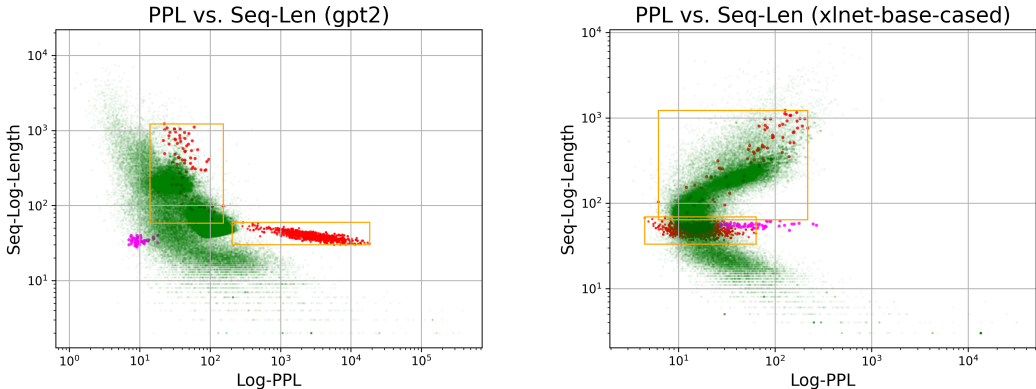 PPL vs. Seq-Len (gpt2)
Seq-Log-Length
10⁴
10³
10²
10¹
10⁰ 10¹ 10² 10³ 10⁴ 10⁵
Log-PPL
PPL vs. Seq-Len (xlnet-base-cased)
Seq-Log-Length
10⁴
10³
10²
10¹
10¹ 10² 10³ 10⁴
Log-PPL